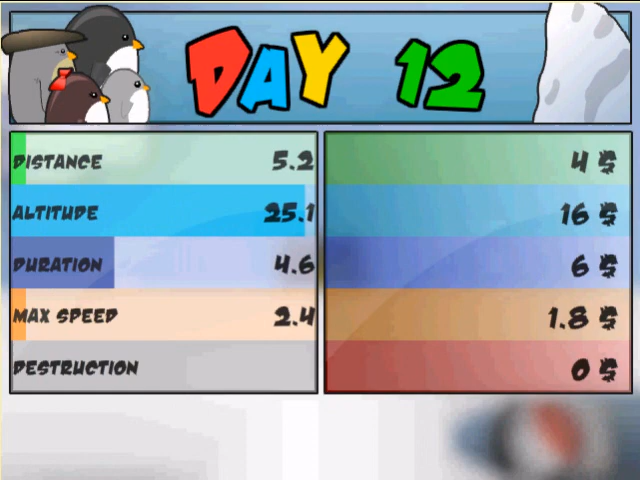 DAY 12
DISTANCE 5.2 4 $
ALTITUDE 25.1 16 $
DURATION 4.6 6 $
MAX SPEED 2.4 1.8 $
DESTRUCTION 0 $